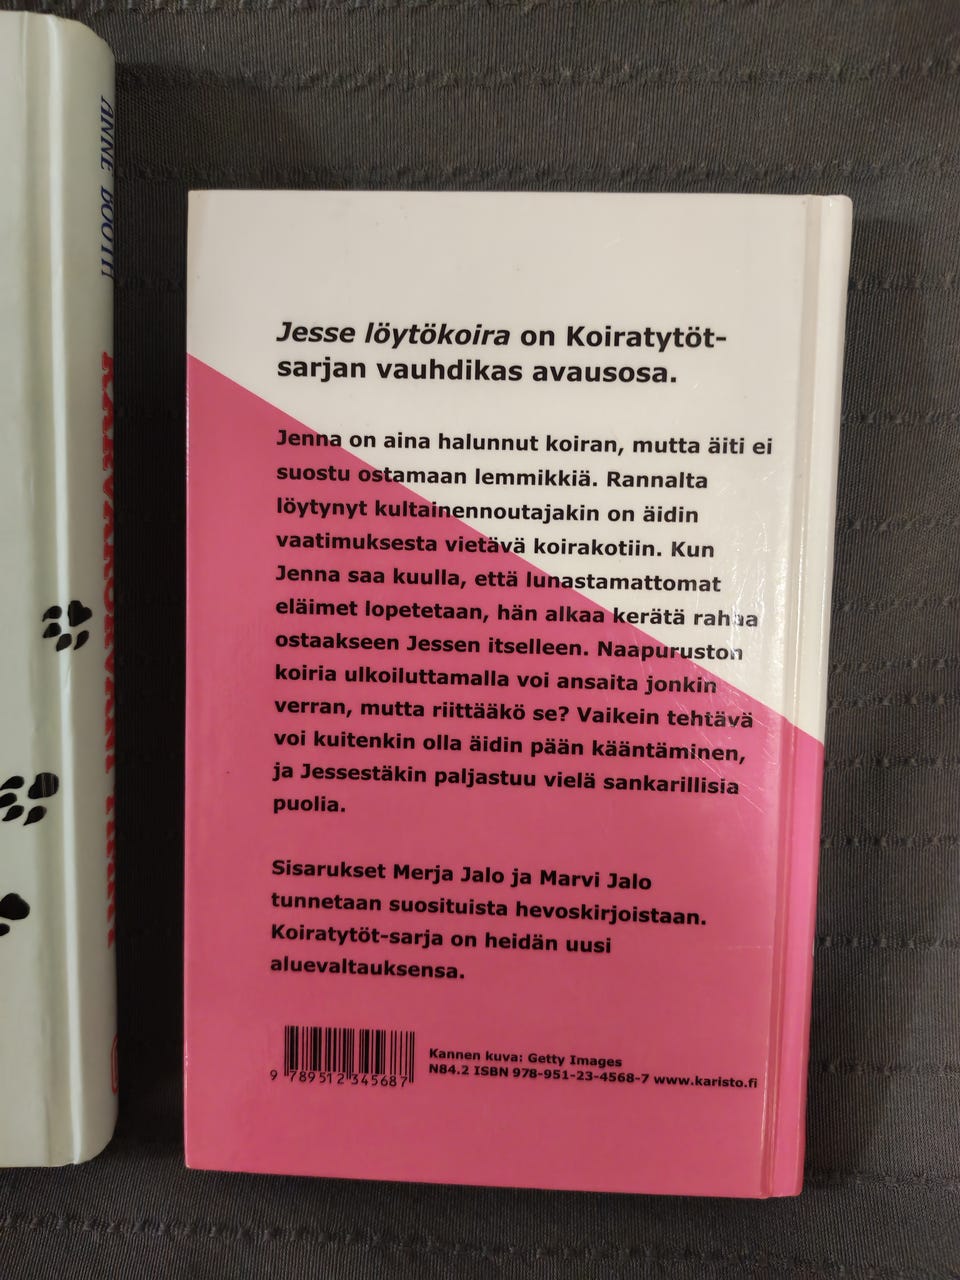 ANNE BOOTH
Jesse löytökoira on Koiratytöt-
sarjan vauhdikas avausosa.
Jenna on aina halunnut koiran, mutta äiti ei
suostu ostamaan lemmikkiä. Rannalta
löytynyt kultainennoutajakin on äidin
vaatimuksesta vietävä koirakotiin. Kun
Jenna saa kuulla, että lunastamattomat
eläimet lopetetaan, hän alkaa kerätä rahaa
ostaakseen Jessen itselleen. Naapuruston
koiria ulkoiluttamalla voi ansaita jonkin
verran, mutta riittääkö se? Vaikein tehtävä
voi kuitenkin olla äidin pään kääntäminen,
ja Jessestäkin paljastuu vielä sankarillisia
puolia.
Sisarukset Merja Jalo ja Marvi Jalo
tunnetaan suosituista hevoskirjoistaan.
Koiratytöt-sarja on heidän uusi
aluevaltauksensa.
9 789512 345687
Kannen kuva: Getty Images
N84.2 ISBN 978-951-23-4568-7 www.karisto.fi